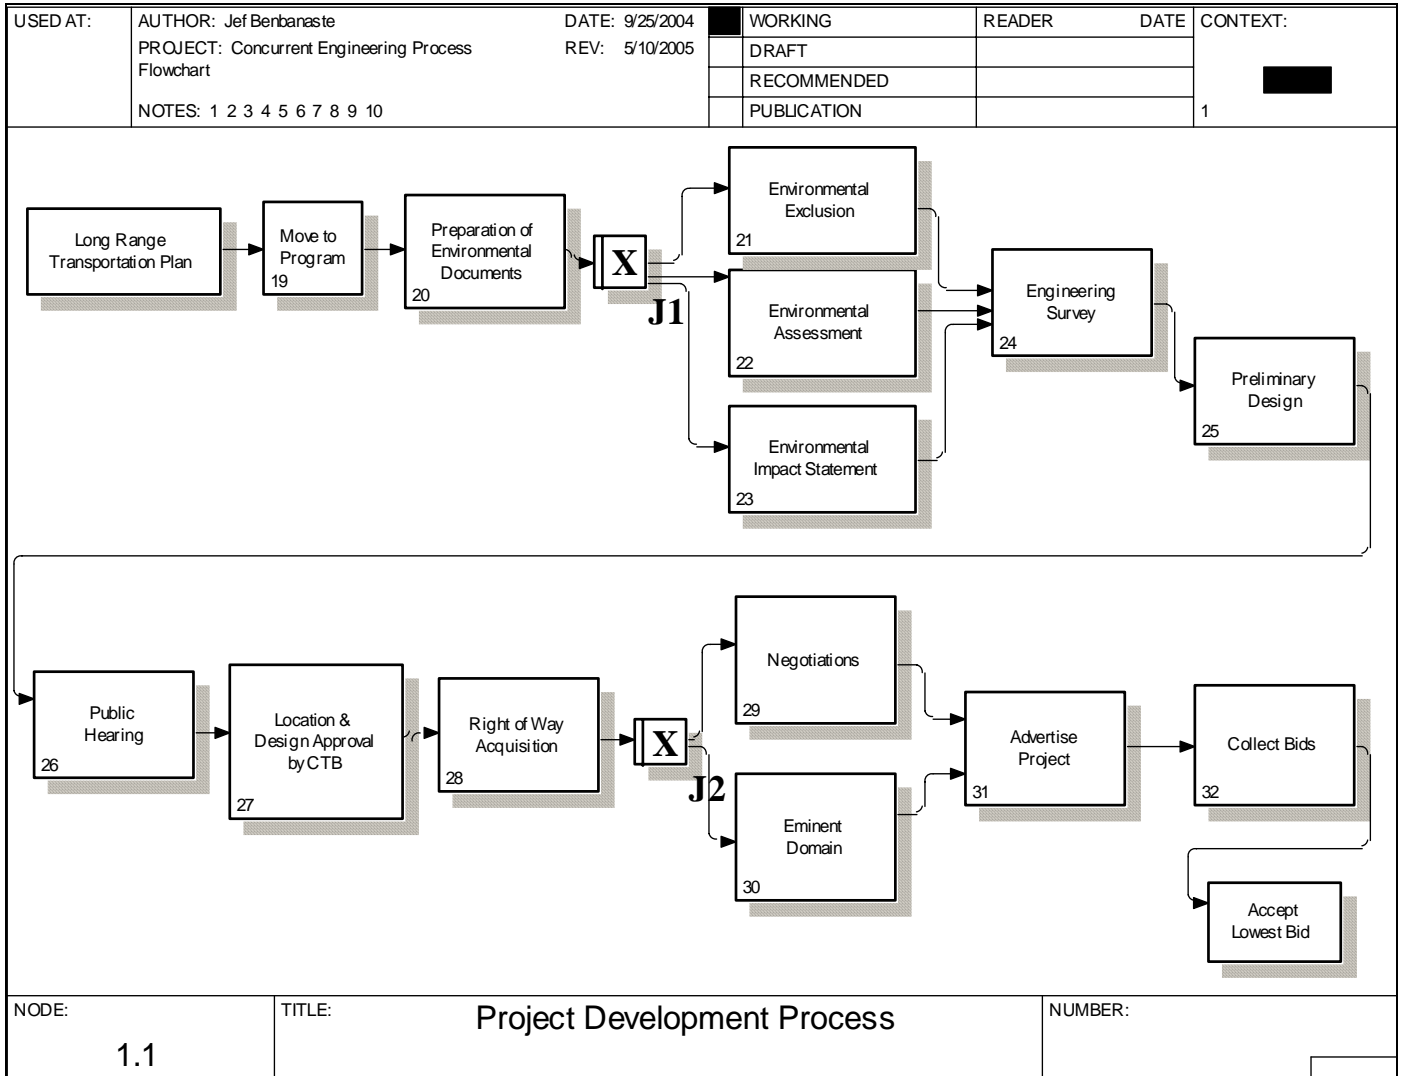 USED AT:
AUTHOR: Jef Benbanaste
DATE: 9/25/2004
PROJECT: Concurrent Engineering Process
REV: 5/10/2005
Flowchart
NOTES: 1 2 3 4 5 6 7 8 9 10
WORKING
DRAFT
RECOMMENDED
PUBLICATION
READER DATE
CONTEXT:
1
Long Range
Transportation Plan
Move to
Program
19
Preparation of
Environmental
Documents
20
X
J1
Environmental
Exclusion
21
Environmental
Assessment
22
Environmental
Impact Statement
23
Engineering
Survey
24
Preliminary
Design
25
Public
Hearing
26
Location &
Design Approval
by CTB
27
Right of Way
Acquisition
28
X
J2
Negotiations
29
Eminent
Domain
30
Advertise
Project
31
Collect Bids
32
Accept
Lowest Bid
NODE:
1.1
TITLE:
Project Development Process
NUMBER: